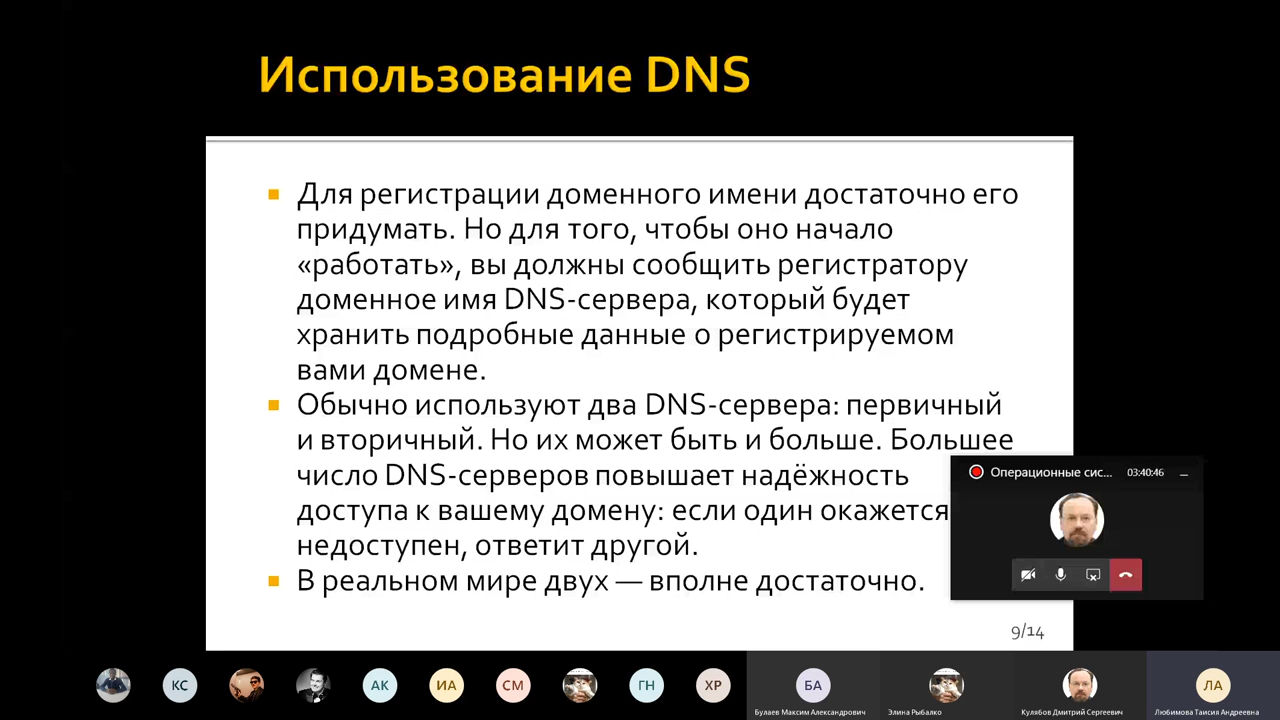 Использование DNS
Для регистрации доменного имени достаточно его
придумать. Но для того, чтобы оно начало
«работать», вы должны сообщить регистратору
доменное имя DNS-сервера, который будет
хранить подробные данные о регистрируемом
вами домене.
Обычно используют два DNS-сервера: первичный
и вторичный. Но их может быть и больше. Большее
число DNS-серверов повышает надёжность
доступа к вашему домену: если один окажется
недоступен, ответит другой.
В реальном мире двух — вполне достаточно.
9/14
Операционные сис... 03:40:46
КС
АК
ИА
СМ
ГН
ХР
БА
ЛА
Булаев Максим Александрович
Элина Рыбалко
Кулябов Дмитрий Сергеевич
Любимова Таисия Андреевна